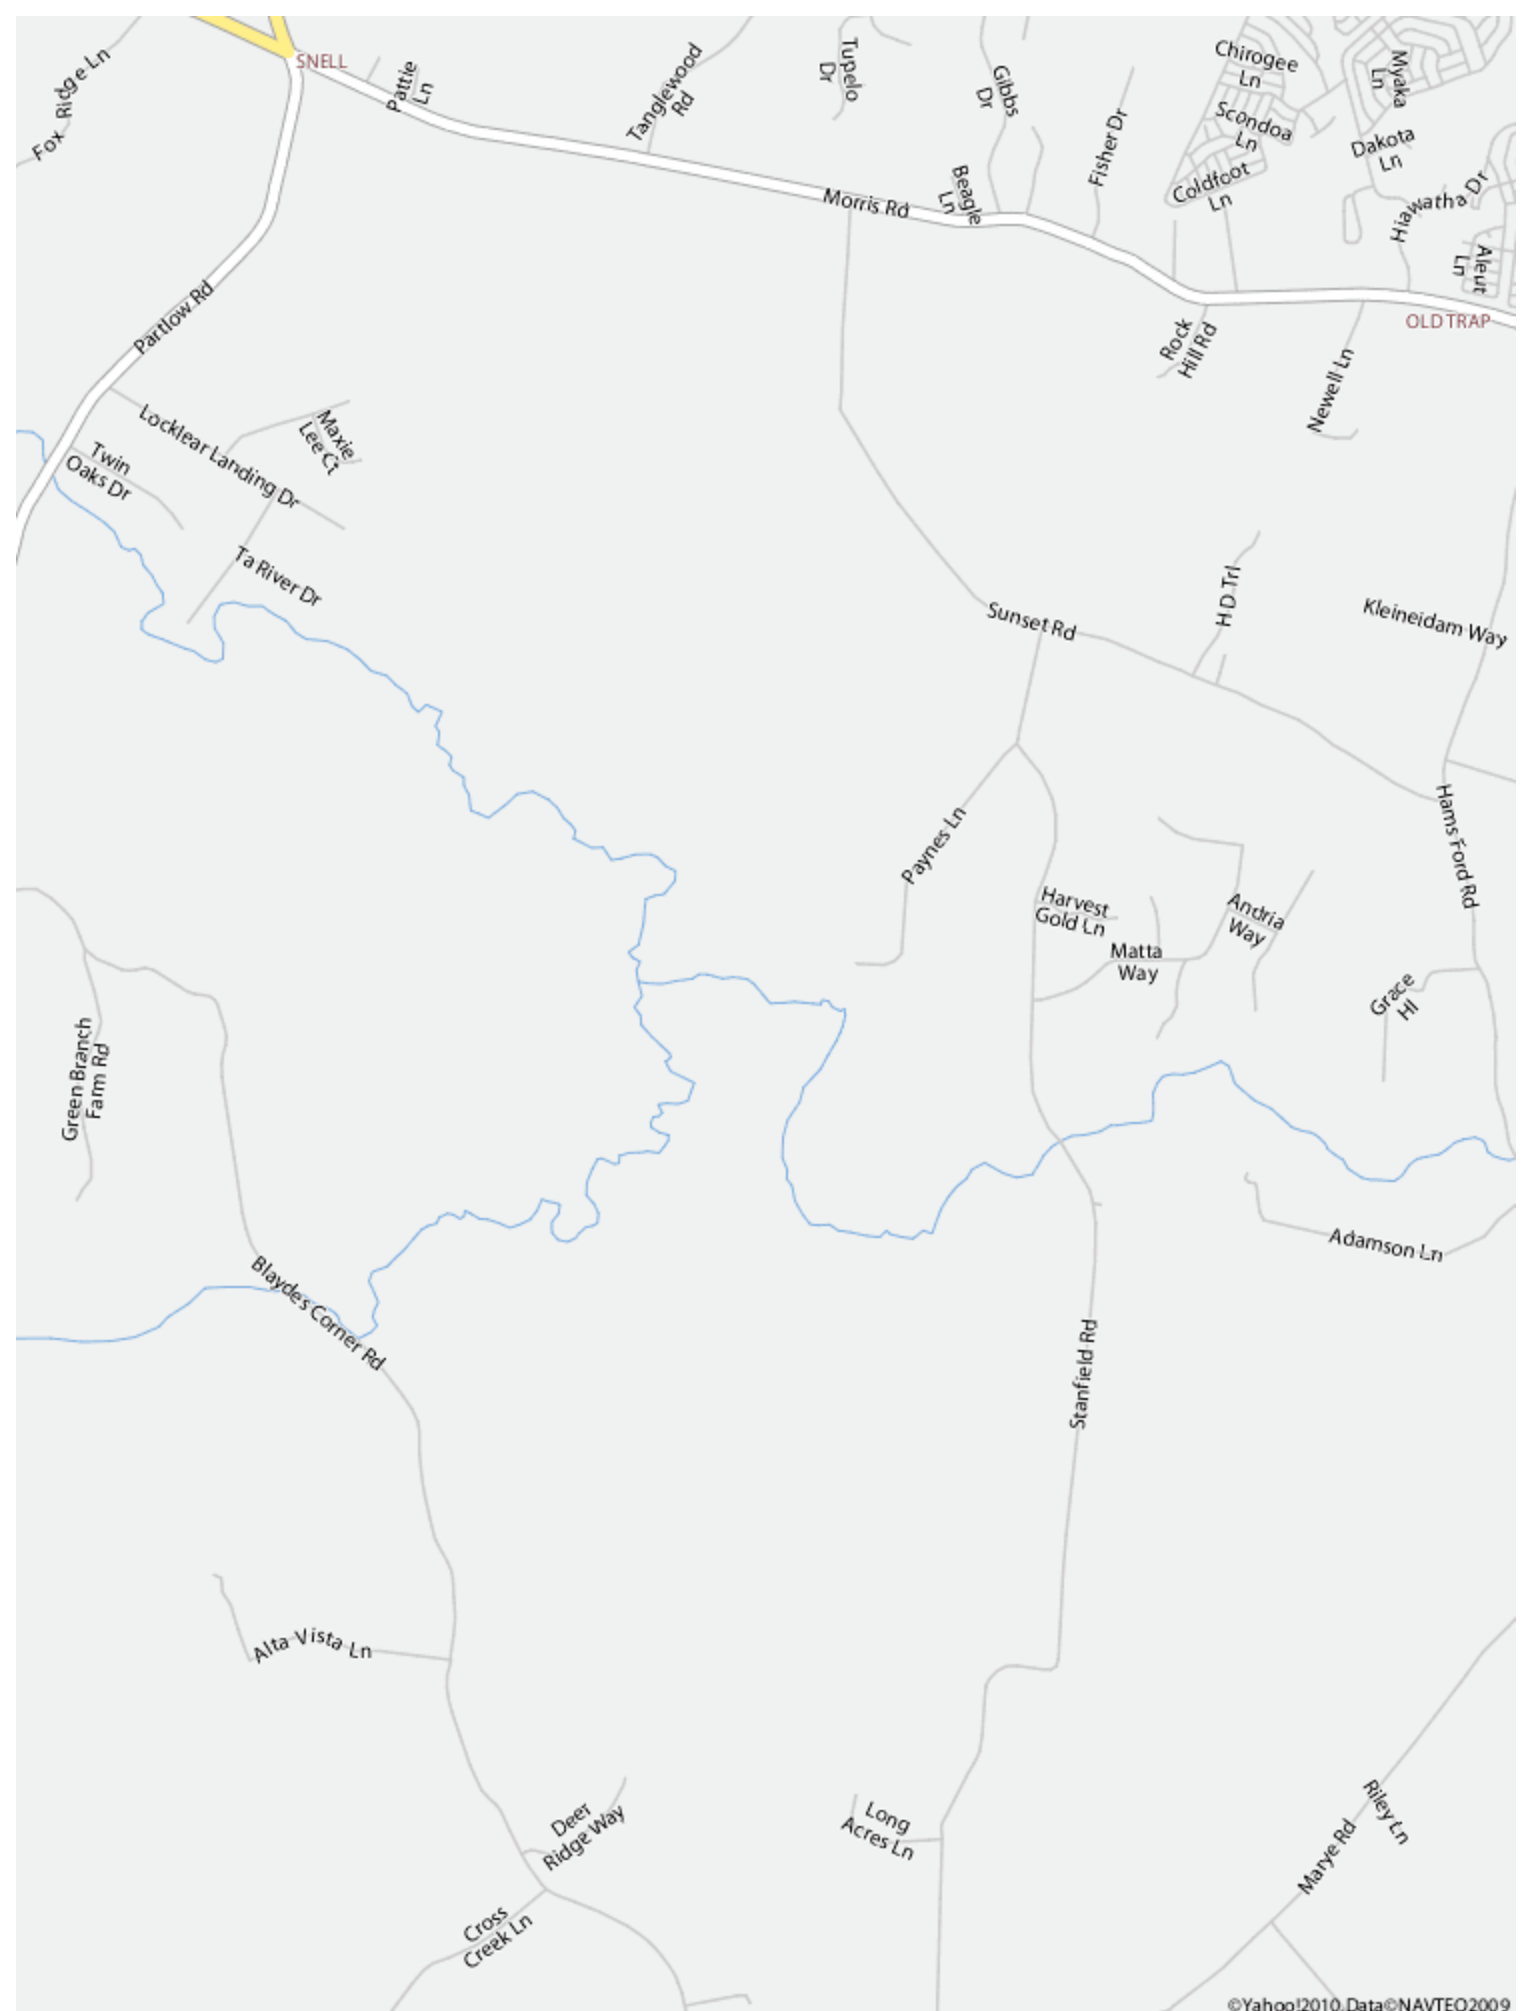 SNELL
Fox Ridge Ln
Pattie
Ln
Tanglewood
Rd
Tupelo
Dr
Gibbs
Dr
Fisher Dr
Chirogee
Ln
Scondoa
Ln
Coldfoot
Ln
Myaka
Ln
Dakota
Ln
Hiawatha Dr
Aleut
Ln
Beagle
Ln
Morris Rd
Partlow Rd
OLD TRAP
Rock
Hill Rd
Newell Ln
Locklear Landing Dr
Maxie
Lee Ct
Twin
Oaks Dr
Ta River Dr
Sunset Rd
H D Trl
Kleineidam Way
Paynes Ln
Hams Ford Rd
Harvest
Gold Ln
Andria
Way
Matta
Way
Grace
Hl
Green Branch
Farm Rd
Adamson Ln
Blaydes Corner Rd
Stanfield Rd
Alta Vista Ln
Deer
Ridge Way
Long
Acres Ln
Riley Ln
Marye Rd
Cross
Creek Ln
©Yahoo!2010, Data©NAVTEQ2009